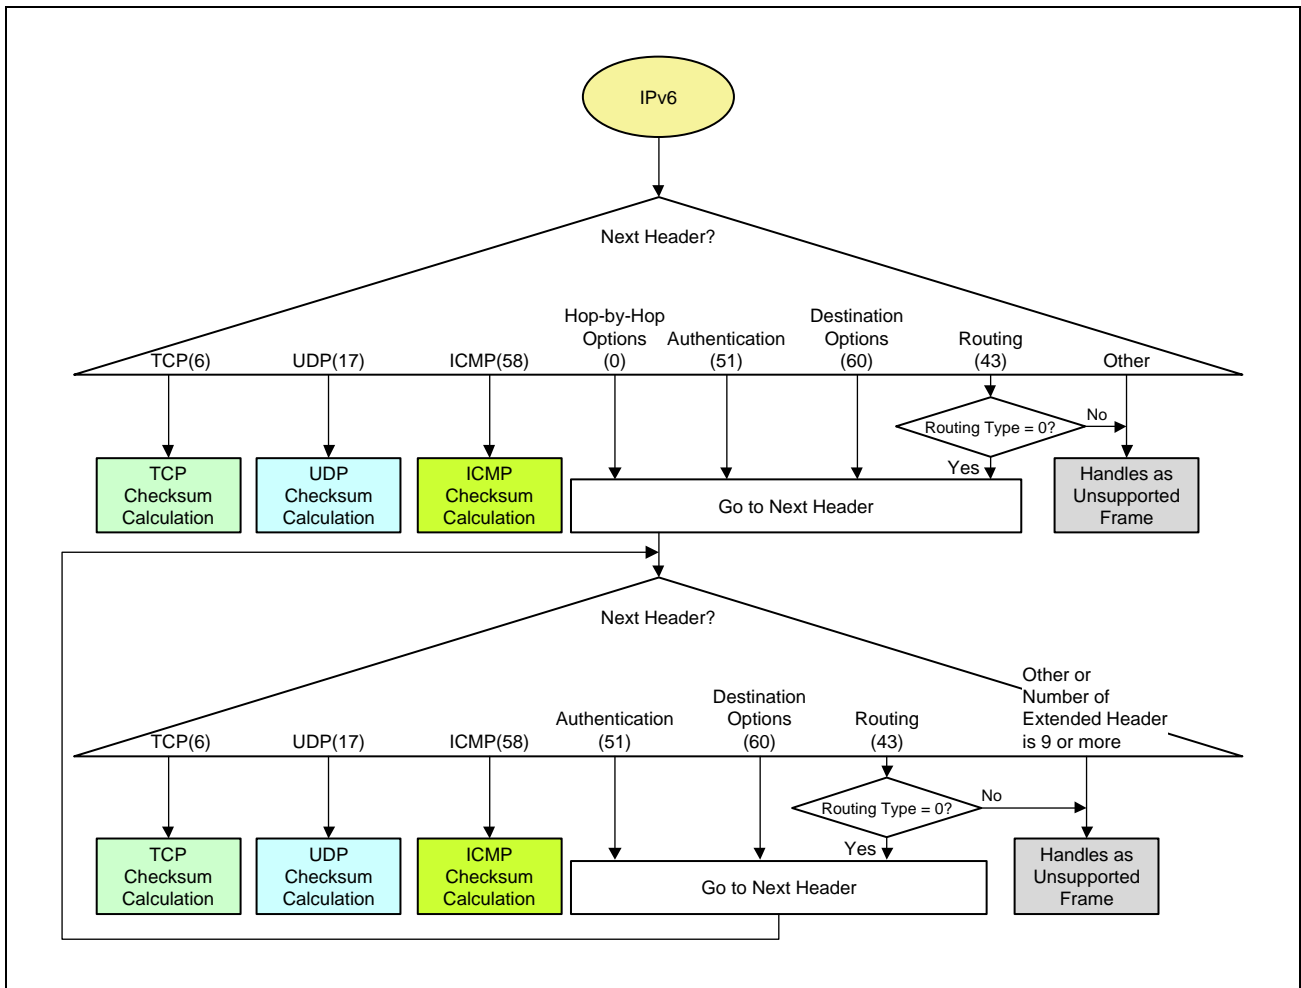 IPv6
Next Header?
Hop-by-Hop
Options
(0)
Destination
Options
(60)
TCP(6)
UDP(17)
ICMP(58)
Authentication
(51)
Routing
(43)
Other
Routing Type = 0?
No
Yes
TCP
Checksum
Calculation
UDP
Checksum
Calculation
ICMP
Checksum
Calculation
Go to Next Header
Handles as
Unsupported
Frame
Next Header?
TCP(6)
UDP(17)
ICMP(58)
Authentication
(51)
Destination
Options
(60)
Routing
(43)
Other or
Number of
Extended Header
is 9 or more
Routing Type = 0?
No
Yes
TCP
Checksum
Calculation
UDP
Checksum
Calculation
ICMP
Checksum
Calculation
Go to Next Header
Handles as
Unsupported
Frame